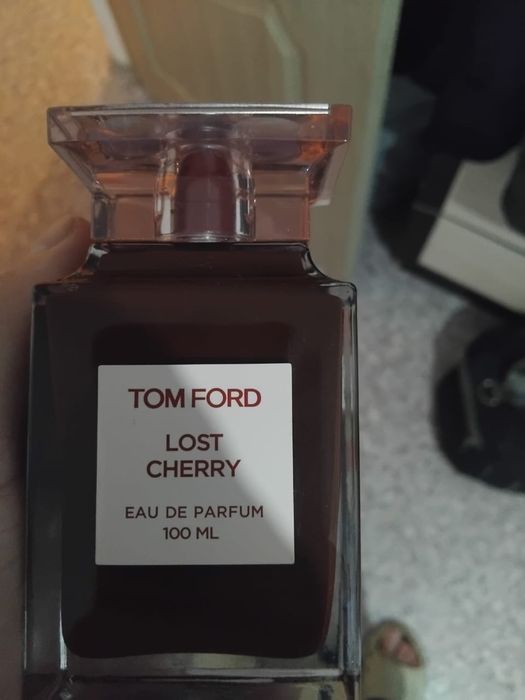 TOM FORD
LOST
CHERRY
EAU DE PARFUM
100 ML